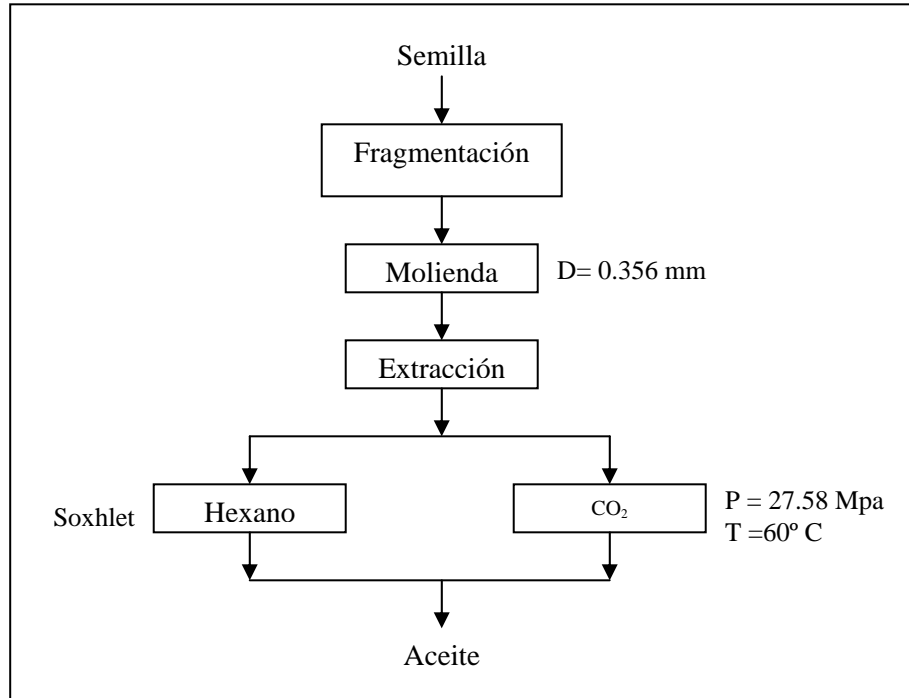 Semilla
Fragmentación
Molienda
D= 0.356 mm
Extracción
Soxhlet
Hexano
CO₂
P = 27.58 Mpa
T =60º C
Aceite